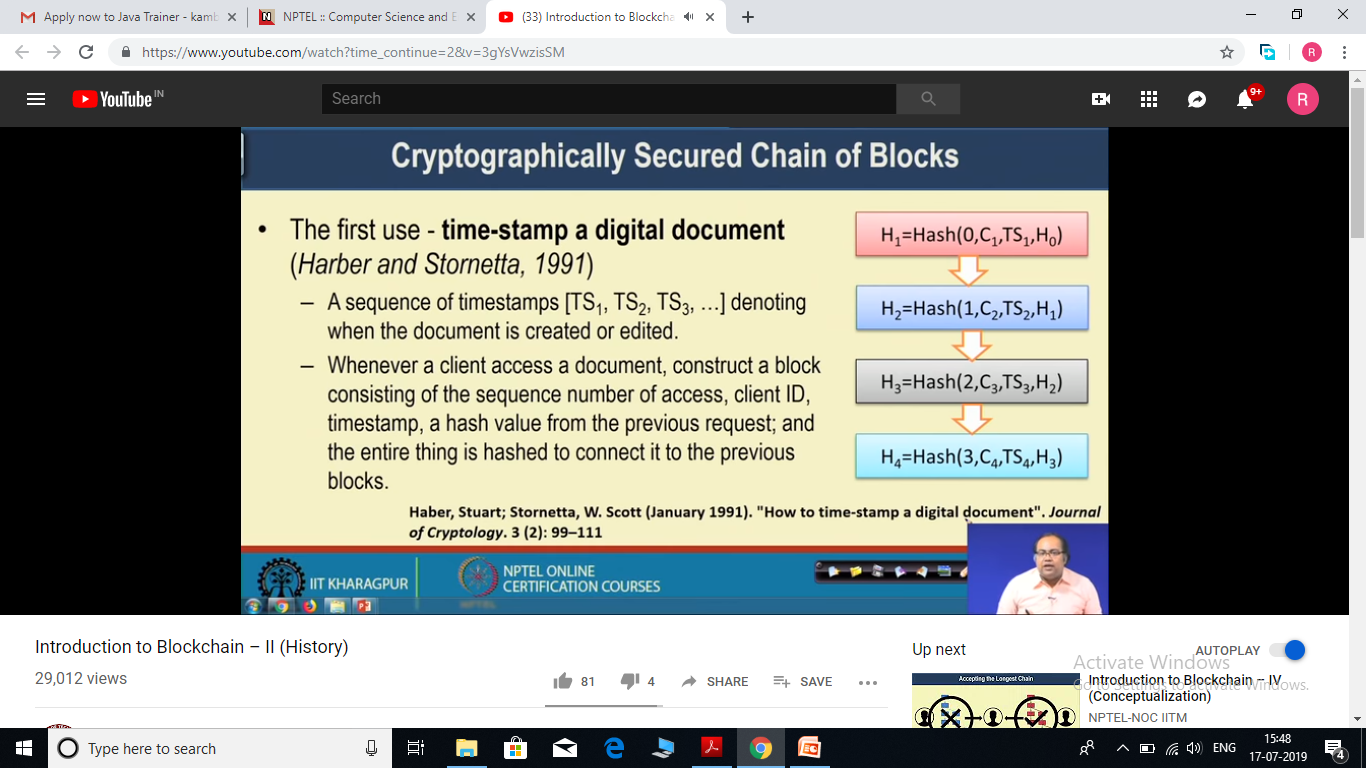 Apply now to Java Trainer - kamb
NPTEL :: Computer Science and E
(33) Introduction to Blockcha
https://www.youtube.com/watch?time_continue=2&v=3gYsVwzisSM
R
YouTube IN
Search
9+
R
Cryptographically Secured Chain of Blocks
• The first use - time-stamp a digital document
(Harber and Stornetta, 1991)
– A sequence of timestamps [TS₁, TS₂, TS₃, …] denoting
when the document is created or edited.
– Whenever a client access a document, construct a block
consisting of the sequence number of access, client ID,
timestamp, a hash value from the previous request; and
the entire thing is hashed to connect it to the previous
blocks.
H₁=Hash(0,C₁,TS₁,H₀)
H₂=Hash(1,C₂,TS₂,H₁)
H₃=Hash(2,C₃,TS₃,H₂)
H₄=Hash(3,C₄,TS₄,H₃)
Haber, Stuart; Stornetta, W. Scott (January 1991). "How to time-stamp a digital document". Journal
of Cryptology. 3 (2): 99–111
IIT KHARAGPUR
NPTEL ONLINE
CERTIFICATION COURSES
NPTEL
Introduction to Blockchain – II (History)
29,012 views
81
4
SHARE
SAVE
Up next
AUTOPLAY
Accepting the Longest Chain
Introduction to Blockchain – IV
(Conceptualization)
NPTEL-NOC IITM
Activate Windows
Go to Settings to activate Windows.
Type here to search
ENG
15:48
17-07-2019
4